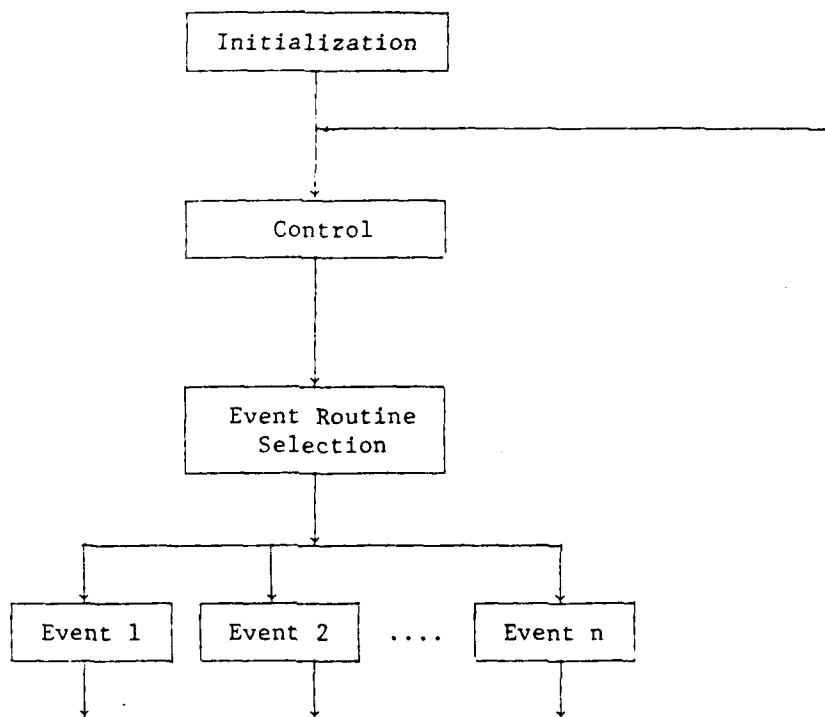 Initialization
Control
Event Routine
Selection
Event 1
Event 2
....
Event n